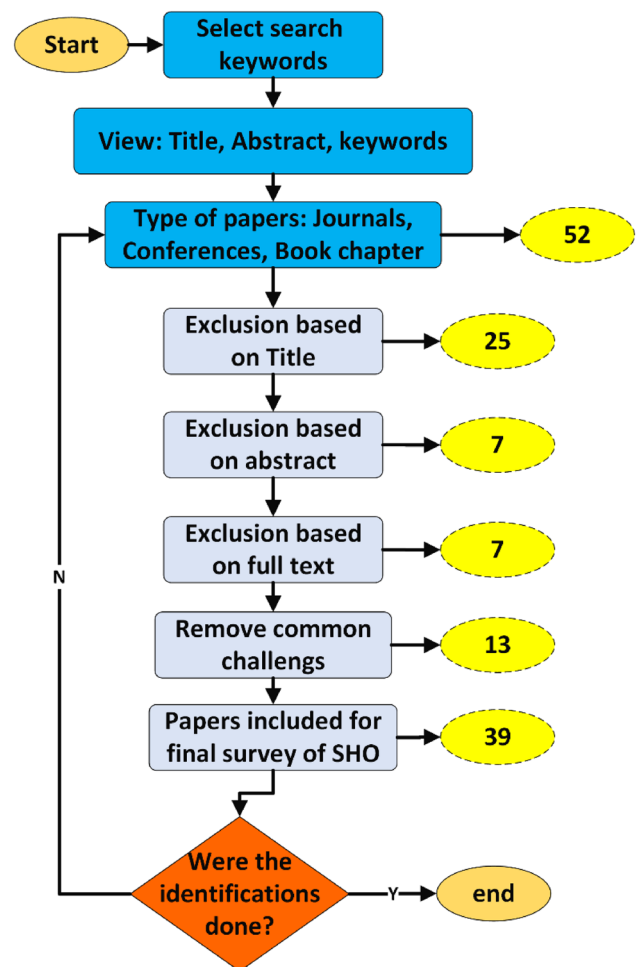 Start
Select search
keywords
View: Title, Abstract, keywords
Type of papers: Journals,
Conferences, Book chapter
52
Exclusion based
on Title
25
Exclusion based
on abstract
7
Exclusion based
on full text
7
Remove common
challengs
13
Papers included for
final survey of SHO
39
N
Were the
identifications
done?
Y
end